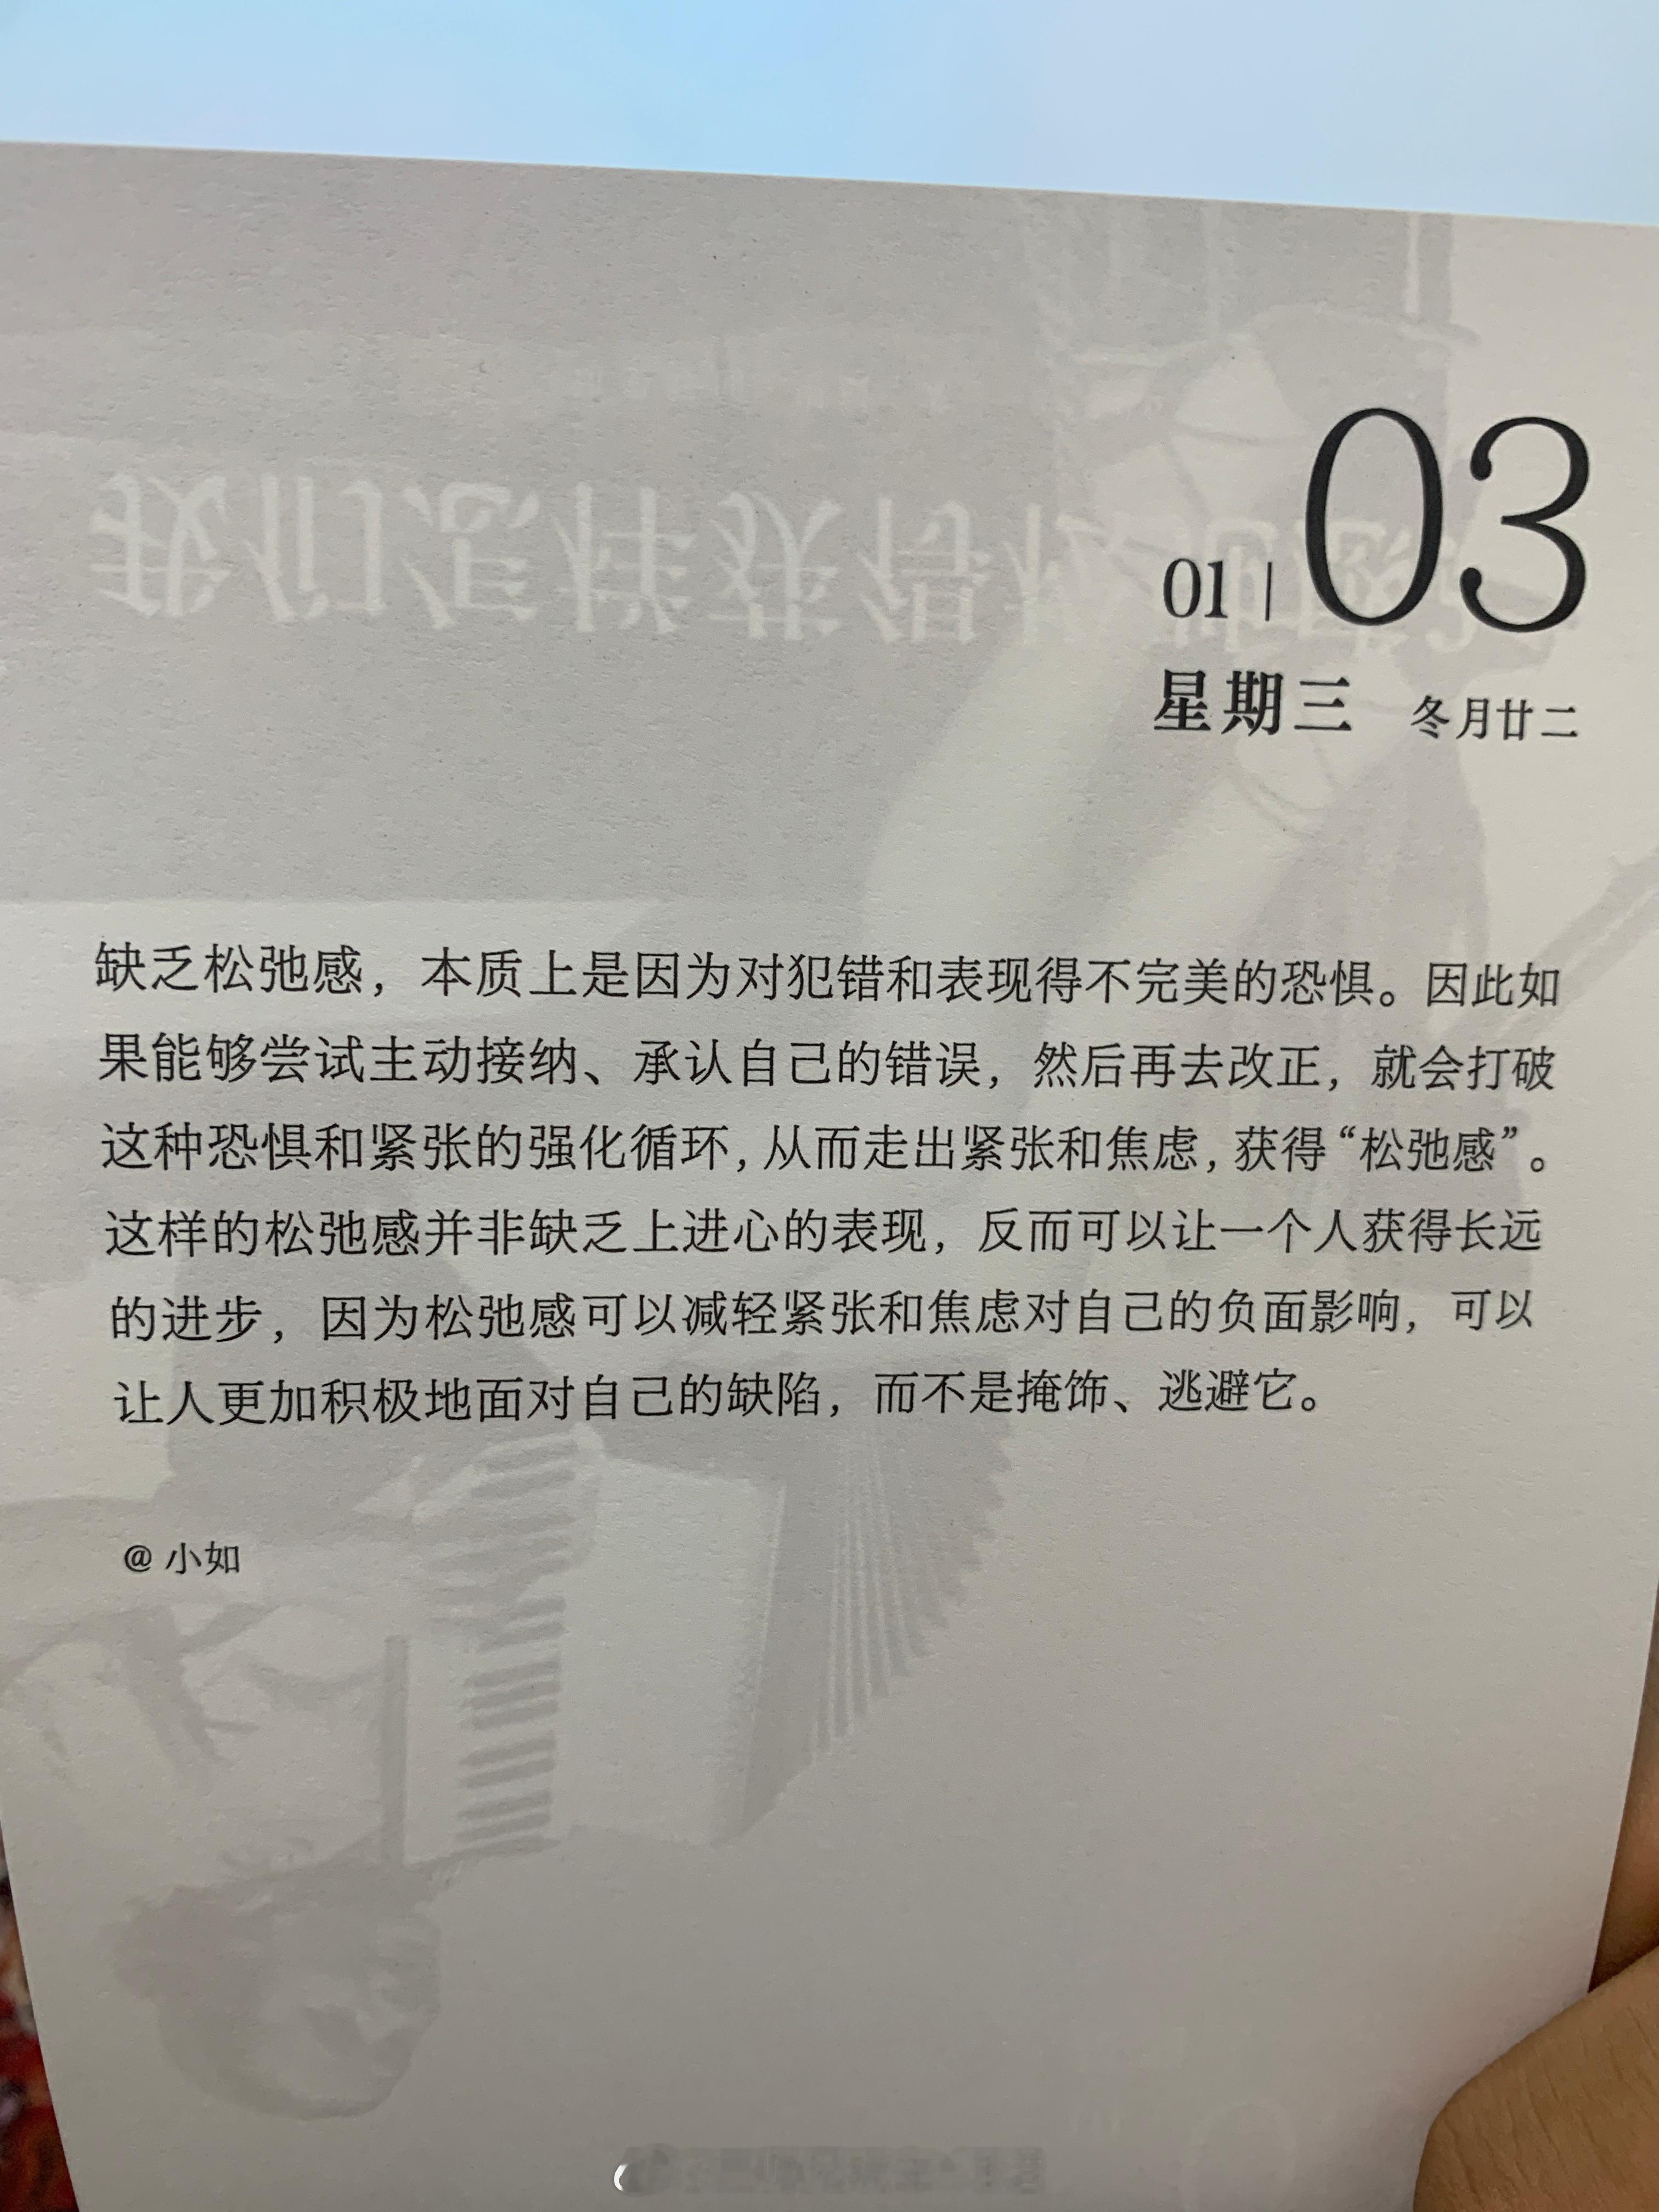 01 | 03
星期三 冬月廿二
缺乏松弛感，本质上是因为对犯错和表现得不完美的恐惧。因此如
果能够尝试主动接纳、承认自己的错误，然后再去改正，就会打破
这种恐惧和紧张的强化循环，从而走出紧张和焦虑，获得“松弛感”。
这样的松弛感并非缺乏上进心的表现，反而可以让一个人获得长远
的进步，因为松弛感可以减轻紧张和焦虑对自己的负面影响，可以
让人更加积极地面对自己的缺陷，而不是掩饰、逃避它。
@ 小如